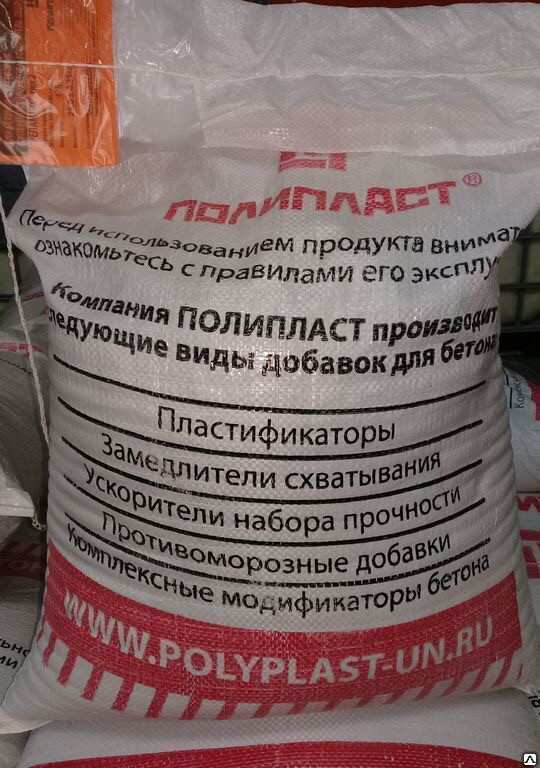 ПОЛИПЛАСТ®
Перед использованием продукта внимат
ознакомьтесь с правилами его эксплу
Компания ПОЛИПЛАСТ производит
ледующие виды добавок для бетона
Пластификаторы
Замедлители схватывания
Ускорители набора прочности
Противоморозные добавки
Комплексные модификаторы бетона
WWW.POLYPLAST-UN.RU